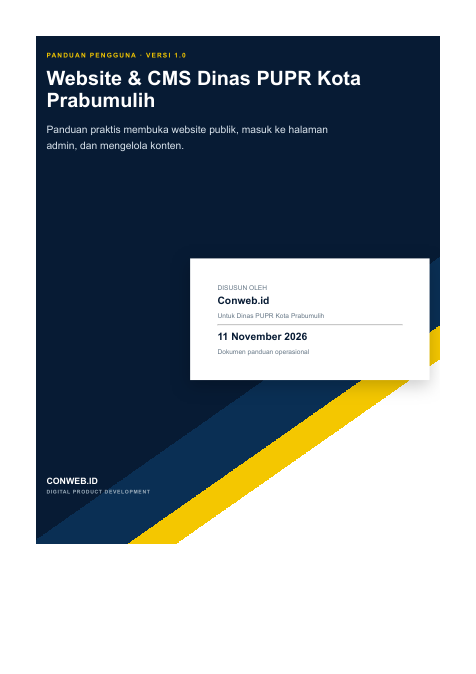 PANDUAN PENGGUNA · VERSI 1.0
Website & CMS Dinas PUPR Kota
Prabumulih
Panduan praktis membuka website publik, masuk ke halaman
admin, dan mengelola konten.
DISUSUN OLEH
Conweb.id
Untuk Dinas PUPR Kota Prabumulih
11 November 2026
Dokumen panduan operasional
CONWEB.ID
DIGITAL PRODUCT DEVELOPMENT